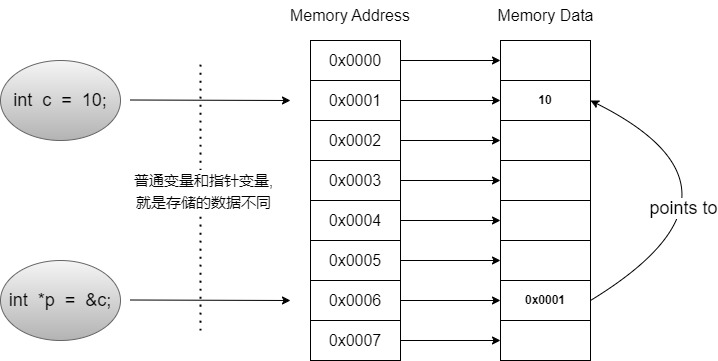 Memory Address
Memory Data
0x0000
int c = 10;
0x0001
10
0x0002
普通变量和指针变量,
就是存储的数据不同
0x0003
0x0004
points to
0x0005
int *p = &c;
0x0006
0x0001
0x0007